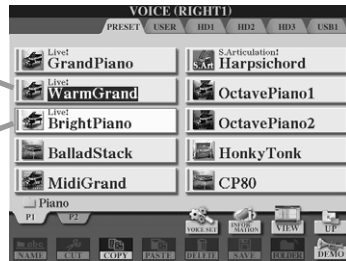 VOICE (RIGHT1)
PRESET USER HD1 HD2 HD3 USB1
Live!
GrandPiano
Live!
WarmGrand
Live!
BrightPiano
BalladStack
MidiGrand
S.Articulation!
S.Art Harpsichord
OctavePiano1
OctavePiano2
HonkyTonk
CP80
Piano
P1 P2
VOICE SET INFORMATION VIEW UP
abc
NAME CUT COPY PASTE DELETE SAVE FOLDER DEMO